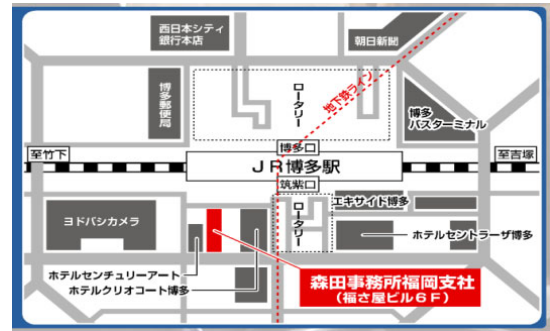 西日本シティ
銀行本店
朝日新聞
博多郵便局
ロータリー
地下鉄ライン
博多
バスターミナル
博多口
至竹下
JR博多駅
至吉塚
筑紫口
ロータリー
エキサイド博多
ヨドバシカメラ
ホテルセントラーザ博多
ホテルセンチュリーアート
ホテルクリオコート博多
森田事務所福岡支社
(福さ屋ビル6F)